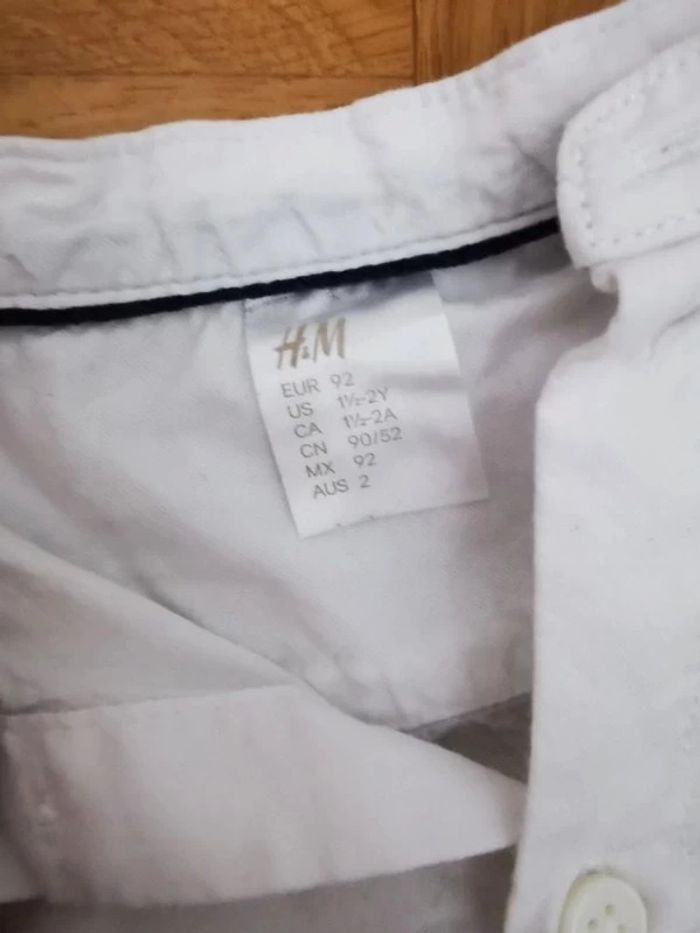 H&M
EUR 92
US 1½-2Y
CA 1½-2A
CN 90/52
MX 92
AUS 2